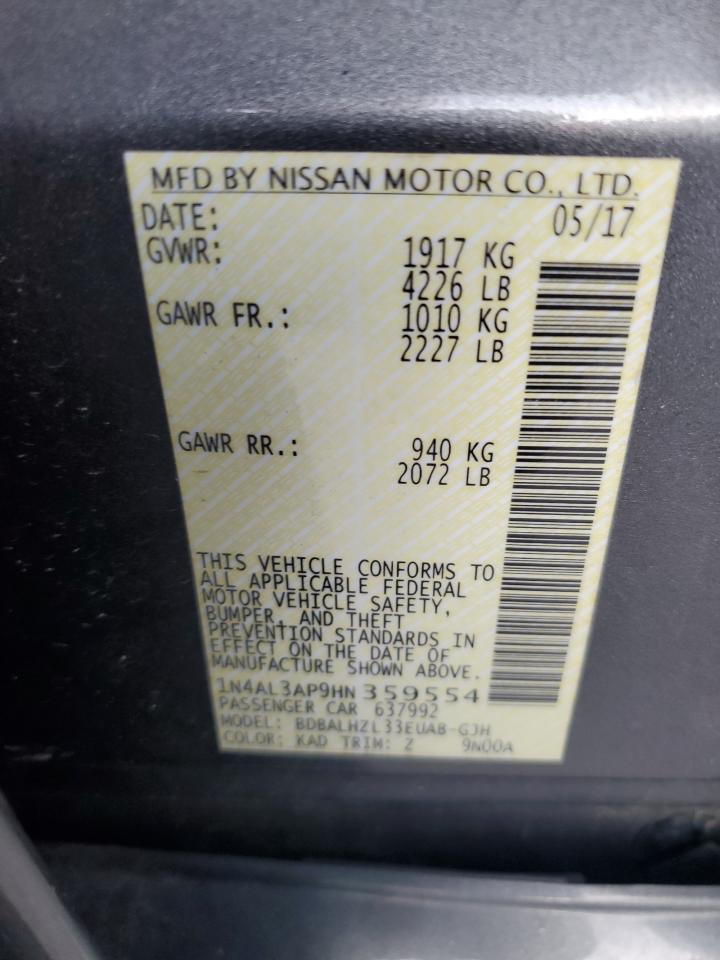 MFD BY NISSAN MOTOR CO., LTD.
DATE: 05/17
GVWR: 1917 KG
4226 LB
GAWR FR.: 1010 KG
2227 LB
GAWR RR.: 940 KG
2072 LB
THIS VEHICLE CONFORMS TO
ALL APPLICABLE FEDERAL
MOTOR VEHICLE SAFETY,
BUMPER, AND THEFT
PREVENTION STANDARDS IN
EFFECT ON THE DATE OF
MANUFACTURE SHOWN ABOVE.
1N4AL3AP9HN 359554
PASSENGER CAR 637992
MODEL: BDBALHZL33EUAB-GJH
COLOR: KAD TRIM: Z 9N00A